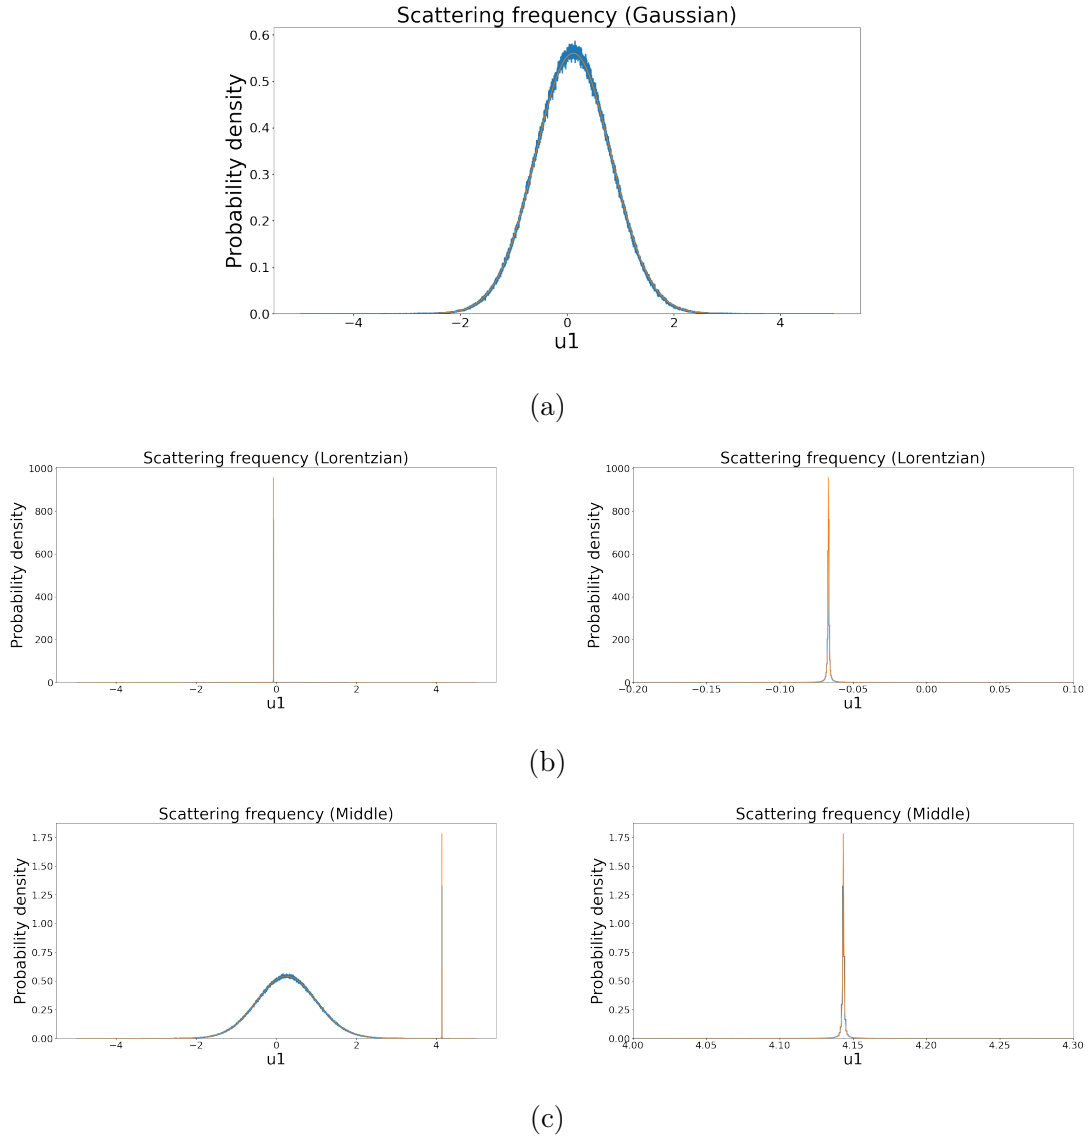 Scattering frequency (Gaussian)
Probability density
0.6
0.5
0.4
0.3
0.2
0.1
0.0
−4 −2 0 2 4
u1
(a)
Scattering frequency (Lorentzian)
Probability density
1000
800
600
400
200
0
−4 −2 0 2 4
u1
Scattering frequency (Lorentzian)
Probability density
1000
800
600
400
200
0
−0.20 −0.15 −0.10 −0.05 0.00 0.05 0.10
u1
(b)
Scattering frequency (Middle)
Probability density
1.75
1.50
1.25
1.00
0.75
0.50
0.25
0.00
−4 −2 0 2 4
u1
Scattering frequency (Middle)
Probability density
1.75
1.50
1.25
1.00
0.75
0.50
0.25
0.00
4.00 4.05 4.10 4.15 4.20 4.25 4.30
u1
(c)